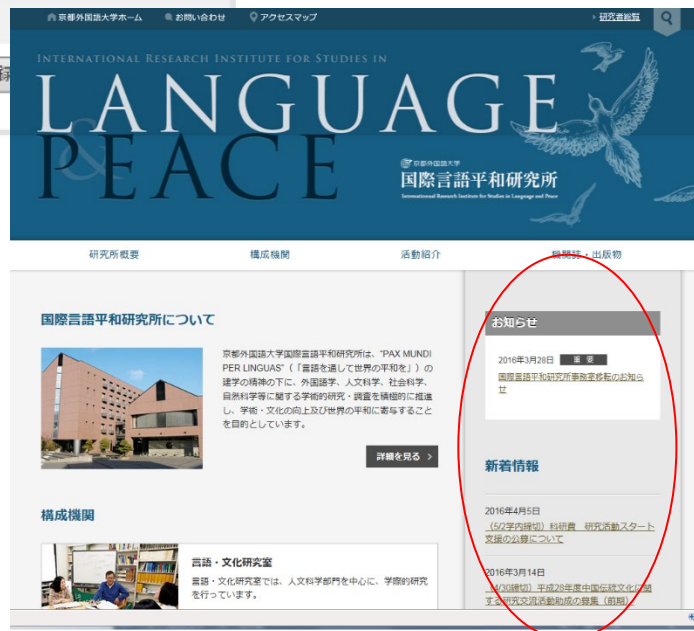 京都外国語大学ホーム
お問い合わせ
アクセスマップ
研究者総覧
INTERNATIONAL RESEARCH INSTITUTE FOR STUDIES IN
LANGUAGE
& PEACE
京都外国語大学
国際言語平和研究所
International Research Institute for Studies in Language and Peace
研究所概要
構成機関
活動紹介
機関誌・出版物
国際言語平和研究所について
京都外国語大学国際言語平和研究所は、“PAX MUNDI
PER LINGUAS”（「言語を通して世界の平和を」）の
建学の精神の下に、外国語学、人文科学、社会科学、
自然科学等に関する学術的研究・調査を積極的に推進
し、学術・文化の向上及び世界の平和に寄与すること
を目的としています。
詳細を見る
構成機関
言語・文化研究室
言語・文化研究室では、人文科学部門を中心に、学際的研究
を行っています。
お知らせ
2016年3月28日 重要
国際言語平和研究所事務室移転のお知ら
せ
新着情報
2016年4月5日
（5/2学内締切）科研費　研究活動スタート
支援の公募について
2016年3月14日
（4/30締切）平成28年度中国伝統文化に関
する研究交流活動助成の募集（前期）